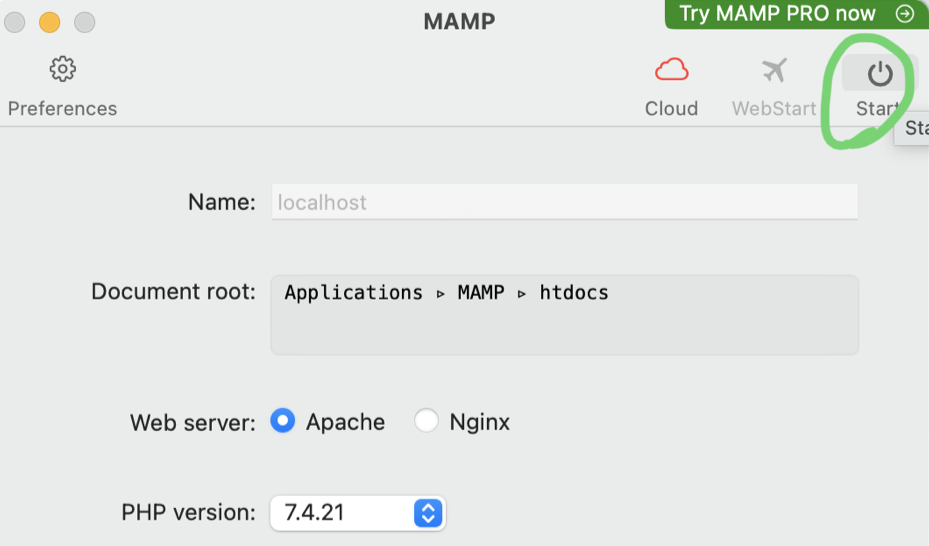 MAMP
Try MAMP PRO now
Preferences
Cloud
WebStart
Start
Name: localhost
Document root: Applications ▹ MAMP ▹ htdocs
Web server: Apache Nginx
PHP version: 7.4.21